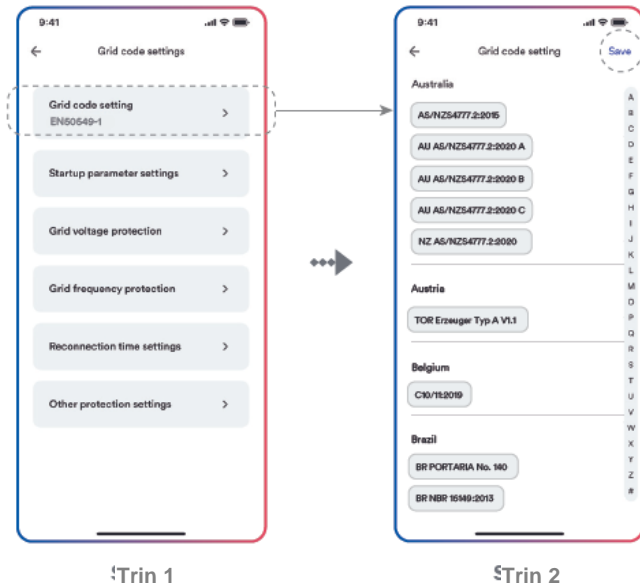 9:41
Grid code settings
Grid code setting
EN50549-1
Startup parameter settings
Grid voltage protection
Grid frequency protection
Reconnection time settings
Other protection settings
Trin 1
9:41
Grid code setting
Save
Australia
AS/NZS4777.2:2015
AU AS/NZS4777.2:2020 A
AU AS/NZS4777.2:2020 B
AU AS/NZS4777.2:2020 C
NZ AS/NZS4777.2:2020
Austria
TOR Erzeuger Typ A V1.1
Belgium
C10/11:2019
Brazil
BR PORTARIA No. 140
BR NBR 16149:2013
A
B
C
D
E
F
G
H
I
J
K
L
M
O
P
Q
R
S
T
U
V
W
X
Y
Z
#
Trin 2